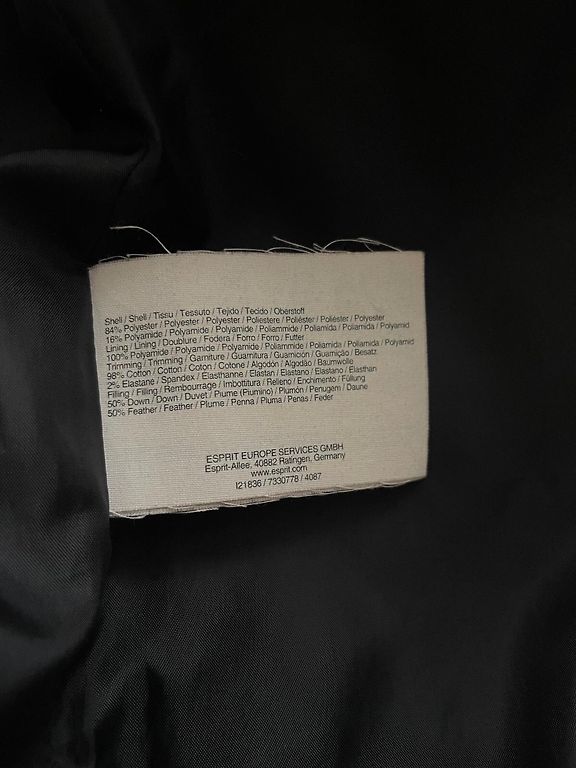 Shell / Shell / Tissu / Tessuto / Tejido / Tecido / Oberstoff
84% Polyester / Polyester / Polyester / Poliestere / Poliéster / Poliéster / Polyester
16% Polyamide / Polyamide / Polyamide / Poliammide / Poliamida / Poliamida / Polyamid
Lining / Lining / Doublure / Fodera / Forro / Forro / Futter
100% Polyamide / Polyamide / Polyamide / Poliammide / Poliamida / Poliamida / Polyamid
Trimming / Trimming / Garniture / Guarnitura / Guarnición / Guarnição / Besatz
98% Cotton / Cotton / Coton / Cotone / Algodón / Algodão / Baumwolle
2% Elastane / Spandex / Elasthanne / Elastan / Elastano / Elastano / Elasthan
Filling / Filling / Rembourrage / Imbottitura / Relleno / Enchimento / Füllung
50% Down / Down / Duvet / Piume (Piumino) / Plumón / Penugem / Daune
50% Feather / Feather / Plume / Penna / Pluma / Penas / Feder
ESPRIT EUROPE SERVICES GMBH
Esprit-Allee, 40882 Ratingen, Germany
www.esprit.com
I21836 / 7330778 / 4087